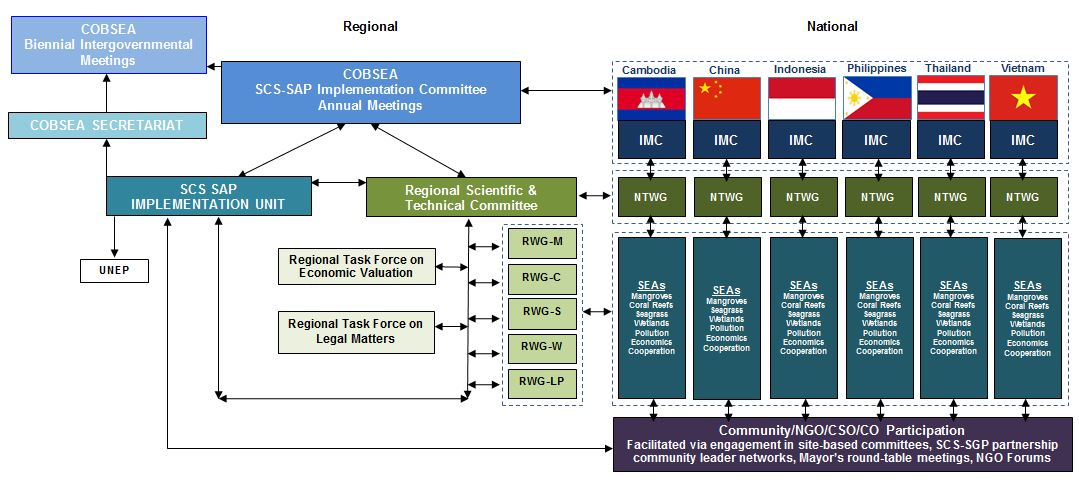 Regional
National
COBSEA
Biennial Intergovernmental
Meetings
COBSEA
SCS-SAP Implementation Committee
Annual Meetings
COBSEA SECRETARIAT
SCS SAP
IMPLEMENTATION UNIT
Regional Scientific &
Technical Committee
UNEP
Regional Task Force on
Economic Valuation
Regional Task Force on
Legal Matters
RWG-M
RWG-C
RWG-S
RWG-W
RWG-LP
Cambodia China Indonesia Philippines Thailand Vietnam
IMC IMC IMC IMC IMC IMC
NTWG NTWG NTWG NTWG NTWG NTWG
SEAs
Mangroves
Coral Reefs
Seagrass
Wetlands
Pollution
Economics
Cooperation
SEAs
Mangroves
Seagrass
Wetlands
Pollution
Economics
Cooperation
SEAs
Mangroves
Coral Reefs
Seagrass
Wetlands
Pollution
Economics
Cooperation
SEAs
Mangroves
Coral Reefs
Seagrass
Wetlands
Pollution
Economics
Cooperation
SEAs
Mangroves
Coral Reefs
Seagrass
Wetlands
Pollution
Economics
Cooperation
SEAs
Mangroves
Coral Reefs
Seagrass
Wetlands
Pollution
Economics
Cooperation
Community/NGO/CSO/CO Participation
Facilitated via engagement in site-based committees, SCS-SGP partnership
community leader networks, Mayor's round-table meetings, NGO Forums